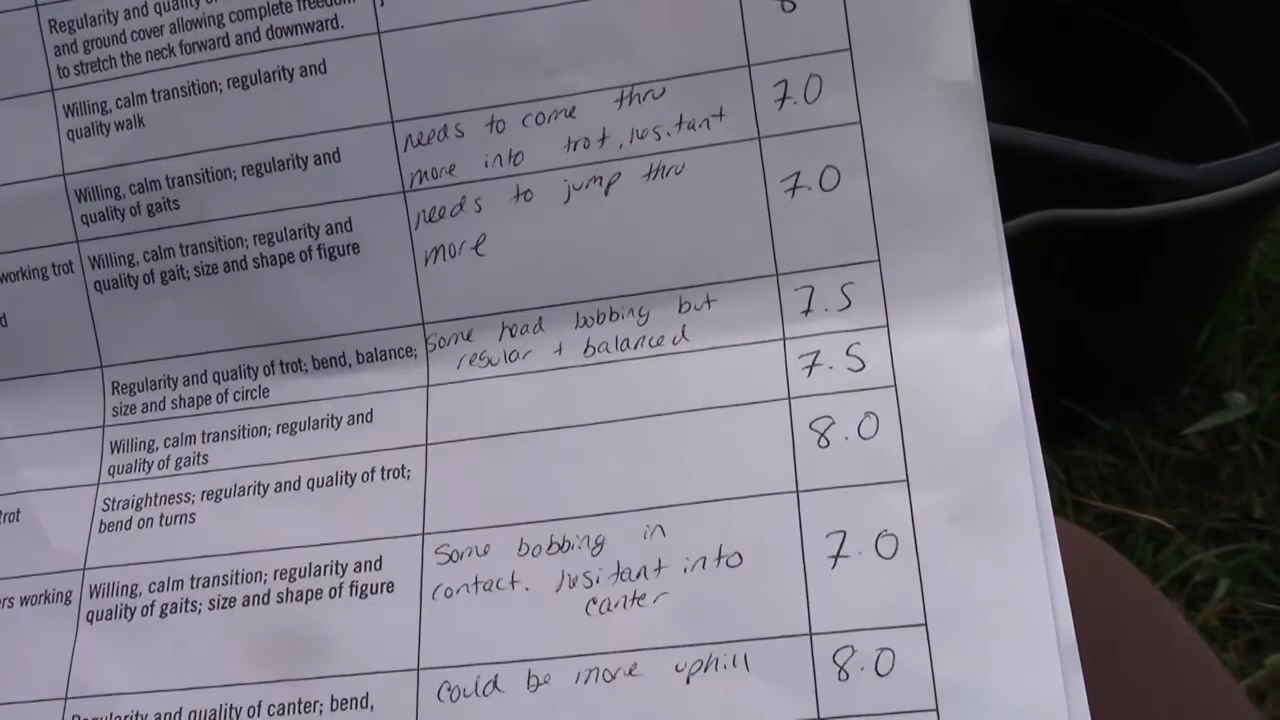 Regularity and quality
and ground cover allowing complete freedom
to stretch the neck forward and downward.
Willing, calm transition; regularity and
quality walk
needs to come thru
more into trot.
7.0
Willing, calm transition; regularity and
quality of gaits
needs to jump thru
more
7.0
working trot
Willing, calm transition; regularity and
quality of gait; size and shape of figure
Some head bobbing but
regular + balanced
7.5
Regularity and quality of trot; bend, balance;
size and shape of circle
7.5
Willing, calm transition; regularity and
quality of gaits
8.0
trot
Straightness; regularity and quality of trot;
bend on turns
Some bobbing in
contact. into
canter
7.0
rs working
Willing, calm transition; regularity and
quality of gaits; size and shape of figure
could be more uphill
8.0
Regularity and quality of canter; bend,